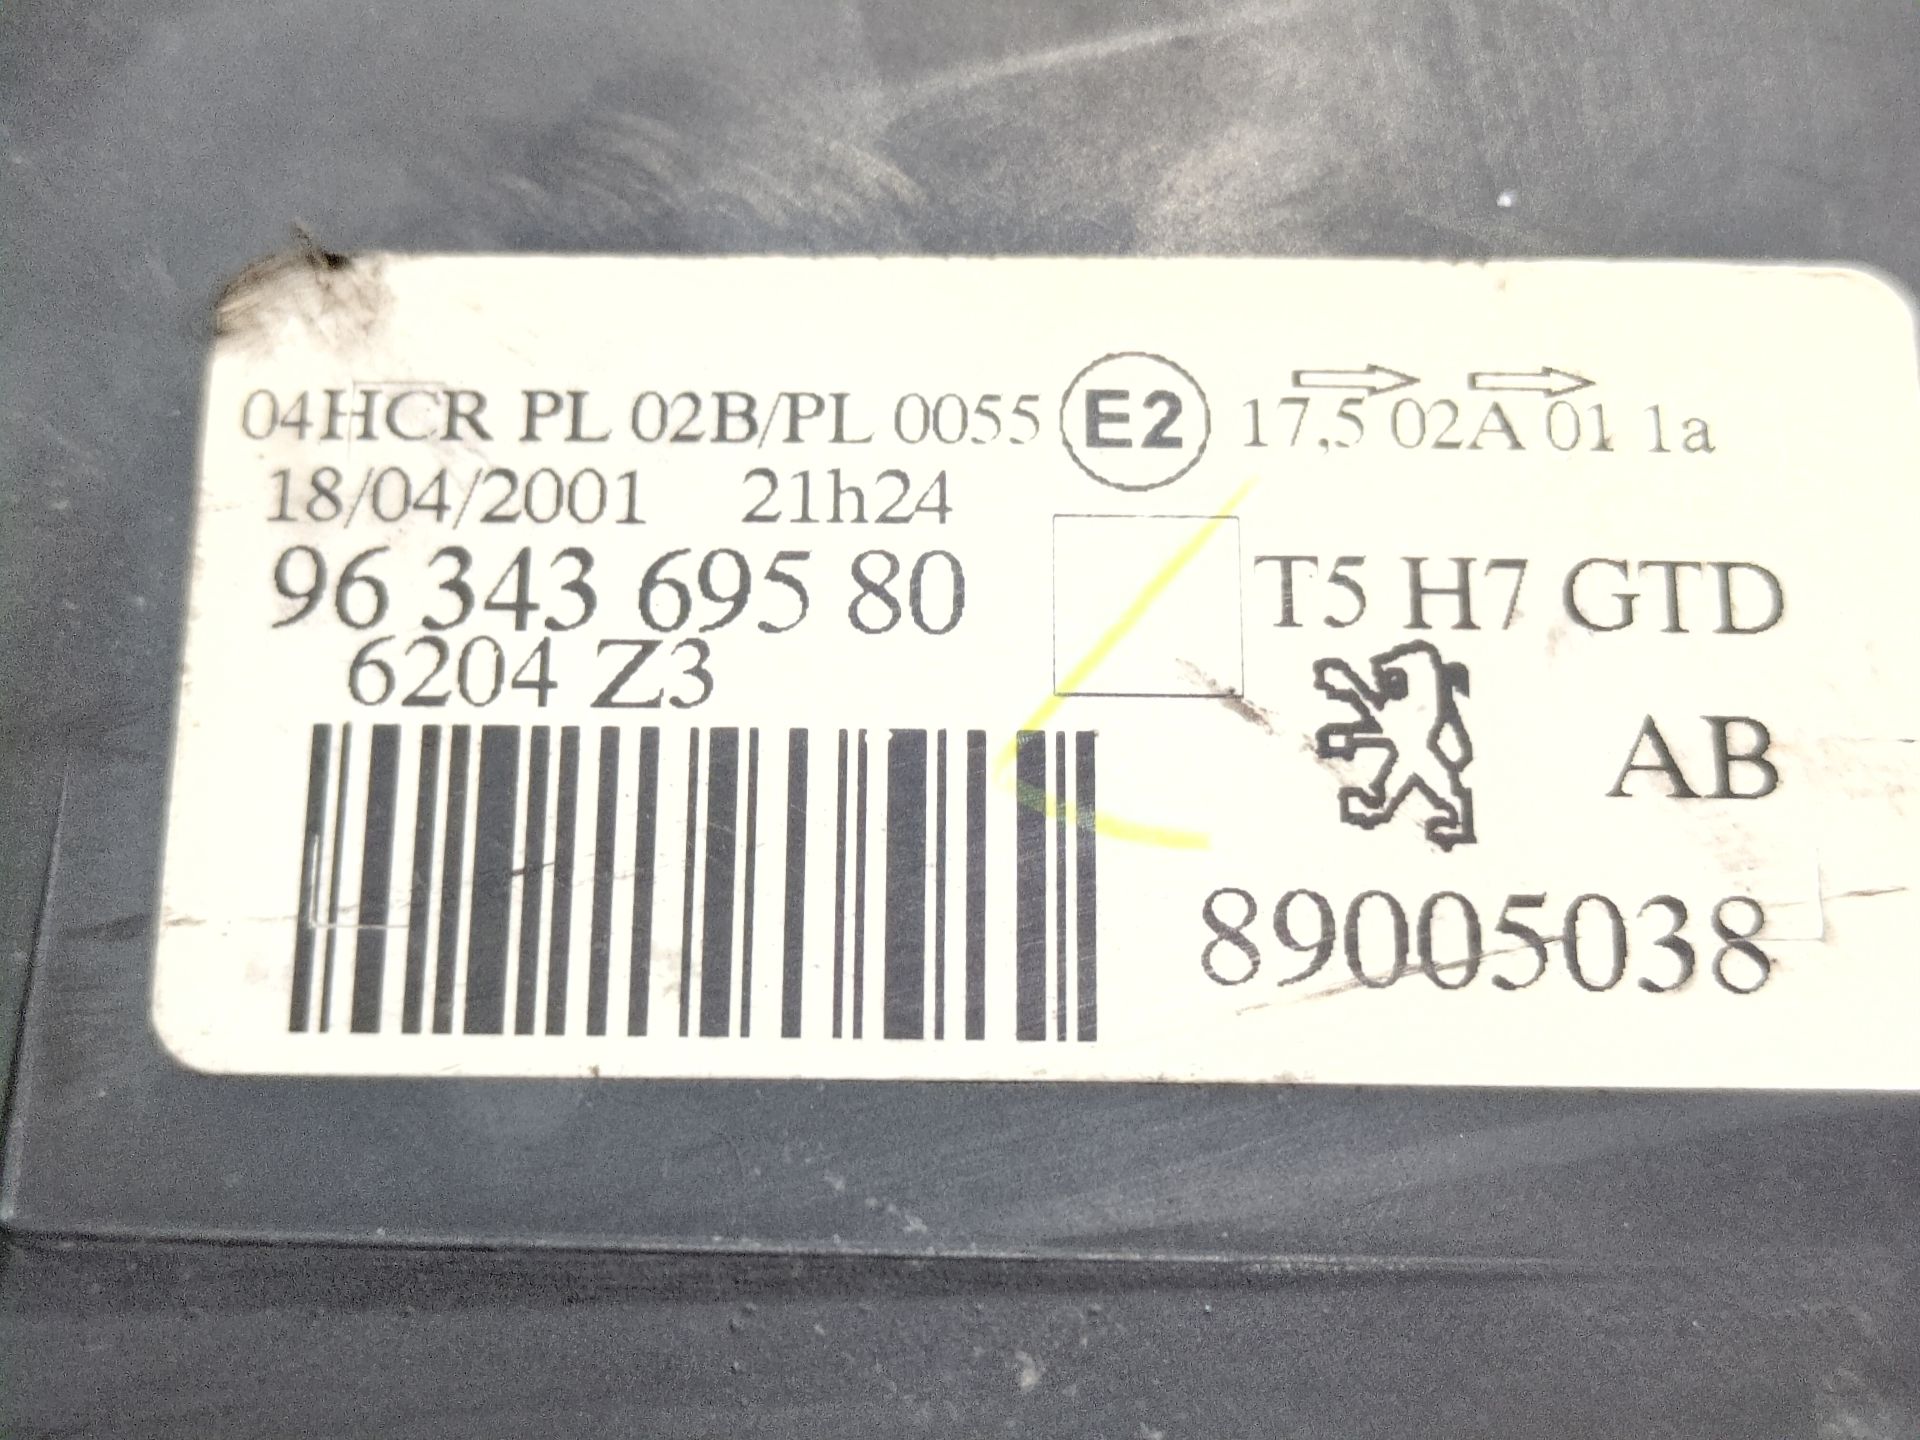 04HCR PL 02B/PL 0055 E2 17,5 02A 01 1a
18/04/2001 21h24
96 343 695 80 T5 H7 GTD
6204 Z3
AB
89005038